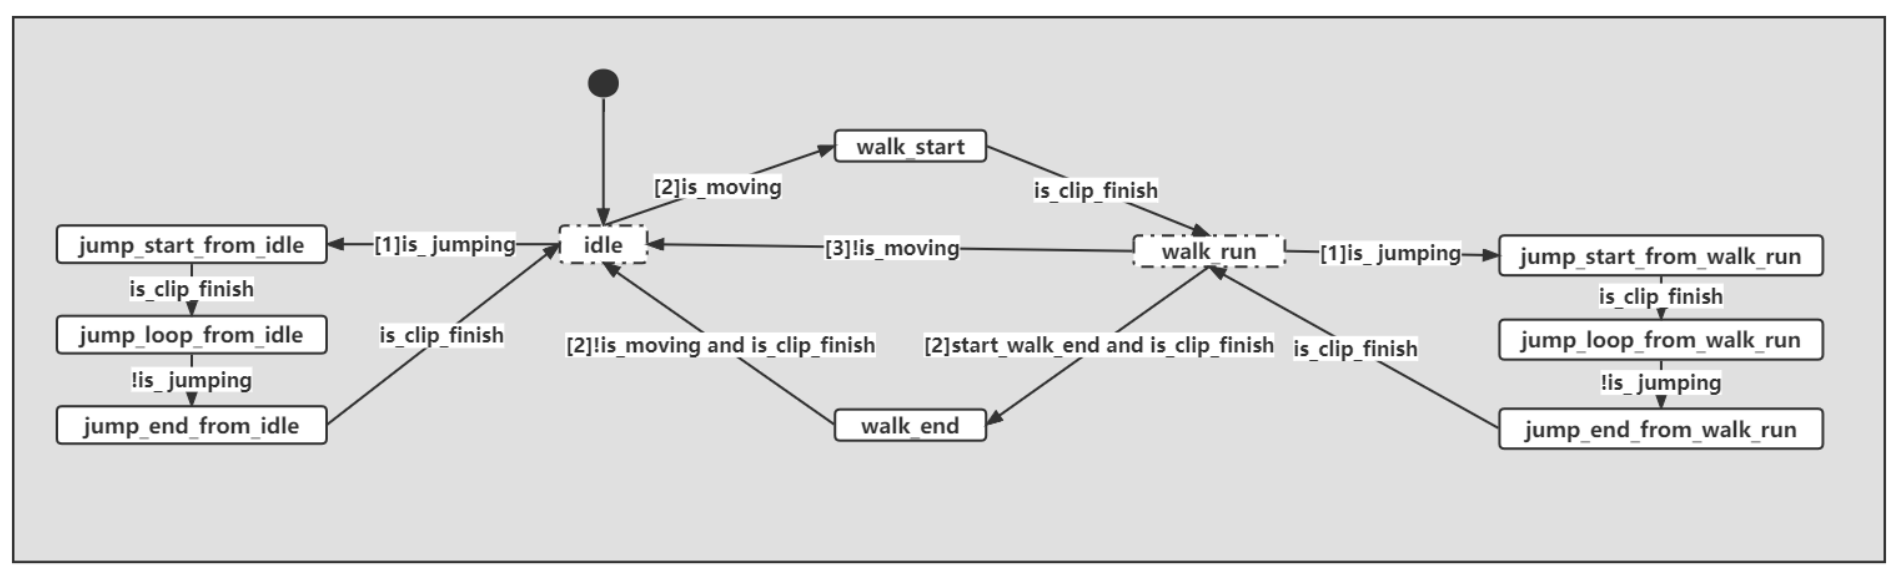 walk_start
[2]is_moving
is_clip_finish
jump_start_from_idle
[1]is_ jumping
idle
[3]!is_moving
walk_run
[1]is_ jumping
jump_start_from_walk_run
is_clip_finish
is_clip_finish
jump_loop_from_idle
is_clip_finish
[2]!is_moving and is_clip_finish
[2]start_walk_end and is_clip_finish
is_clip_finish
jump_loop_from_walk_run
!is_ jumping
!is_ jumping
jump_end_from_idle
walk_end
jump_end_from_walk_run